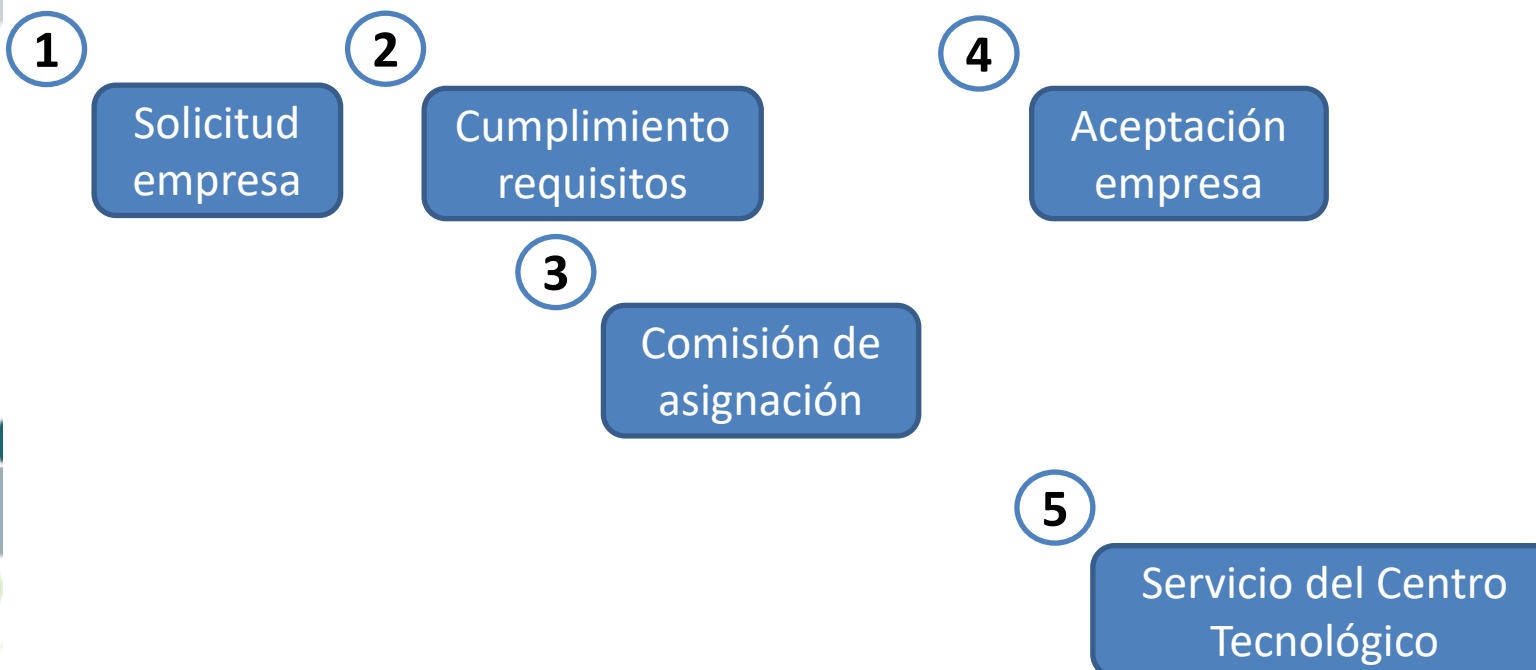 1
Solicitud
empresa
2
Cumplimiento
requisitos
3
Comisión de
asignación
4
Aceptación
empresa
5
Servicio del Centro
Tecnológico